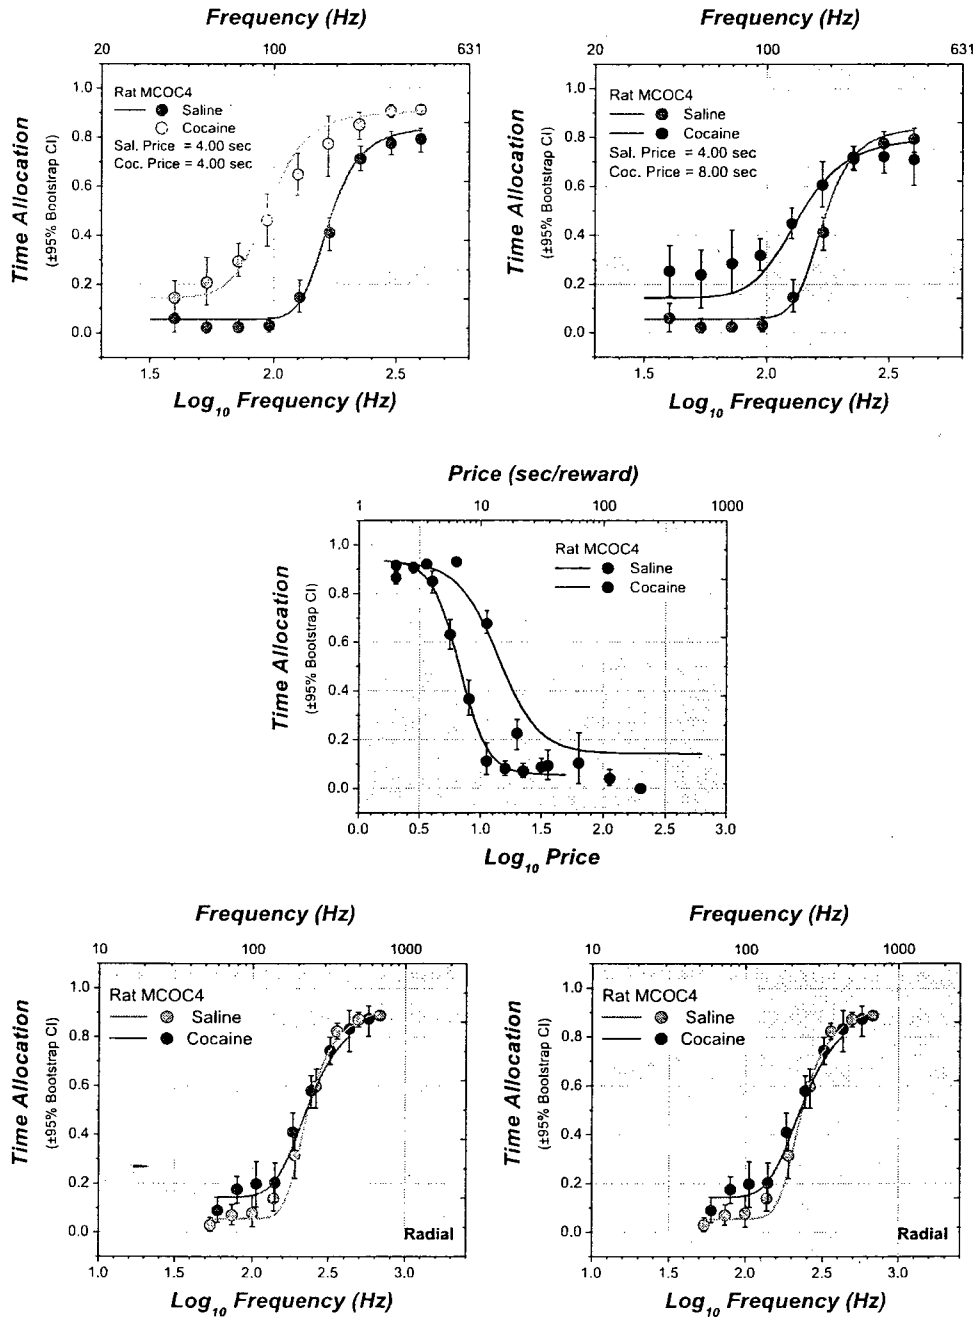 Frequency (Hz)
20 100 631
Time Allocation
(±95% Bootstrap CI)
1.0
0.8
0.6
0.4
0.2
0.0
Rat MCOC4
Saline
Cocaine
Sal. Price = 4.00 sec
Coc. Price = 4.00 sec
1.5 2.0 2.5
Log10 Frequency (Hz)
Frequency (Hz)
20 100 631
Time Allocation
(±95% Bootstrap CI)
1.0
0.8
0.6
0.4
0.2
0.0
Rat MCOC4
Saline
Cocaine
Sal. Price = 4.00 sec
Coc. Price = 8.00 sec
1.5 2.0 2.5
Log10 Frequency (Hz)
Price (sec/reward)
1 10 100 1000
Time Allocation
(±95% Bootstrap CI)
1.0
0.8
0.6
0.4
0.2
0.0
Rat MCOC4
Saline
Cocaine
0.0 0.5 1.0 1.5 2.0 2.5 3.0
Log10 Price
Frequency (Hz)
10 100 1000
Time Allocation
(±95% Bootstrap CI)
1.0
0.8
0.6
0.4
0.2
0.0
Rat MCOC4
Saline
Cocaine
Radial
1.0 1.5 2.0 2.5 3.0
Log10 Frequency (Hz)
Frequency (Hz)
10 100 1000
Time Allocation
(±95% Bootstrap CI)
1.0
0.8
0.6
0.4
0.2
0.0
Rat MCOC4
Saline
Cocaine
Radial
1.0 1.5 2.0 2.5 3.0
Log10 Frequency (Hz)